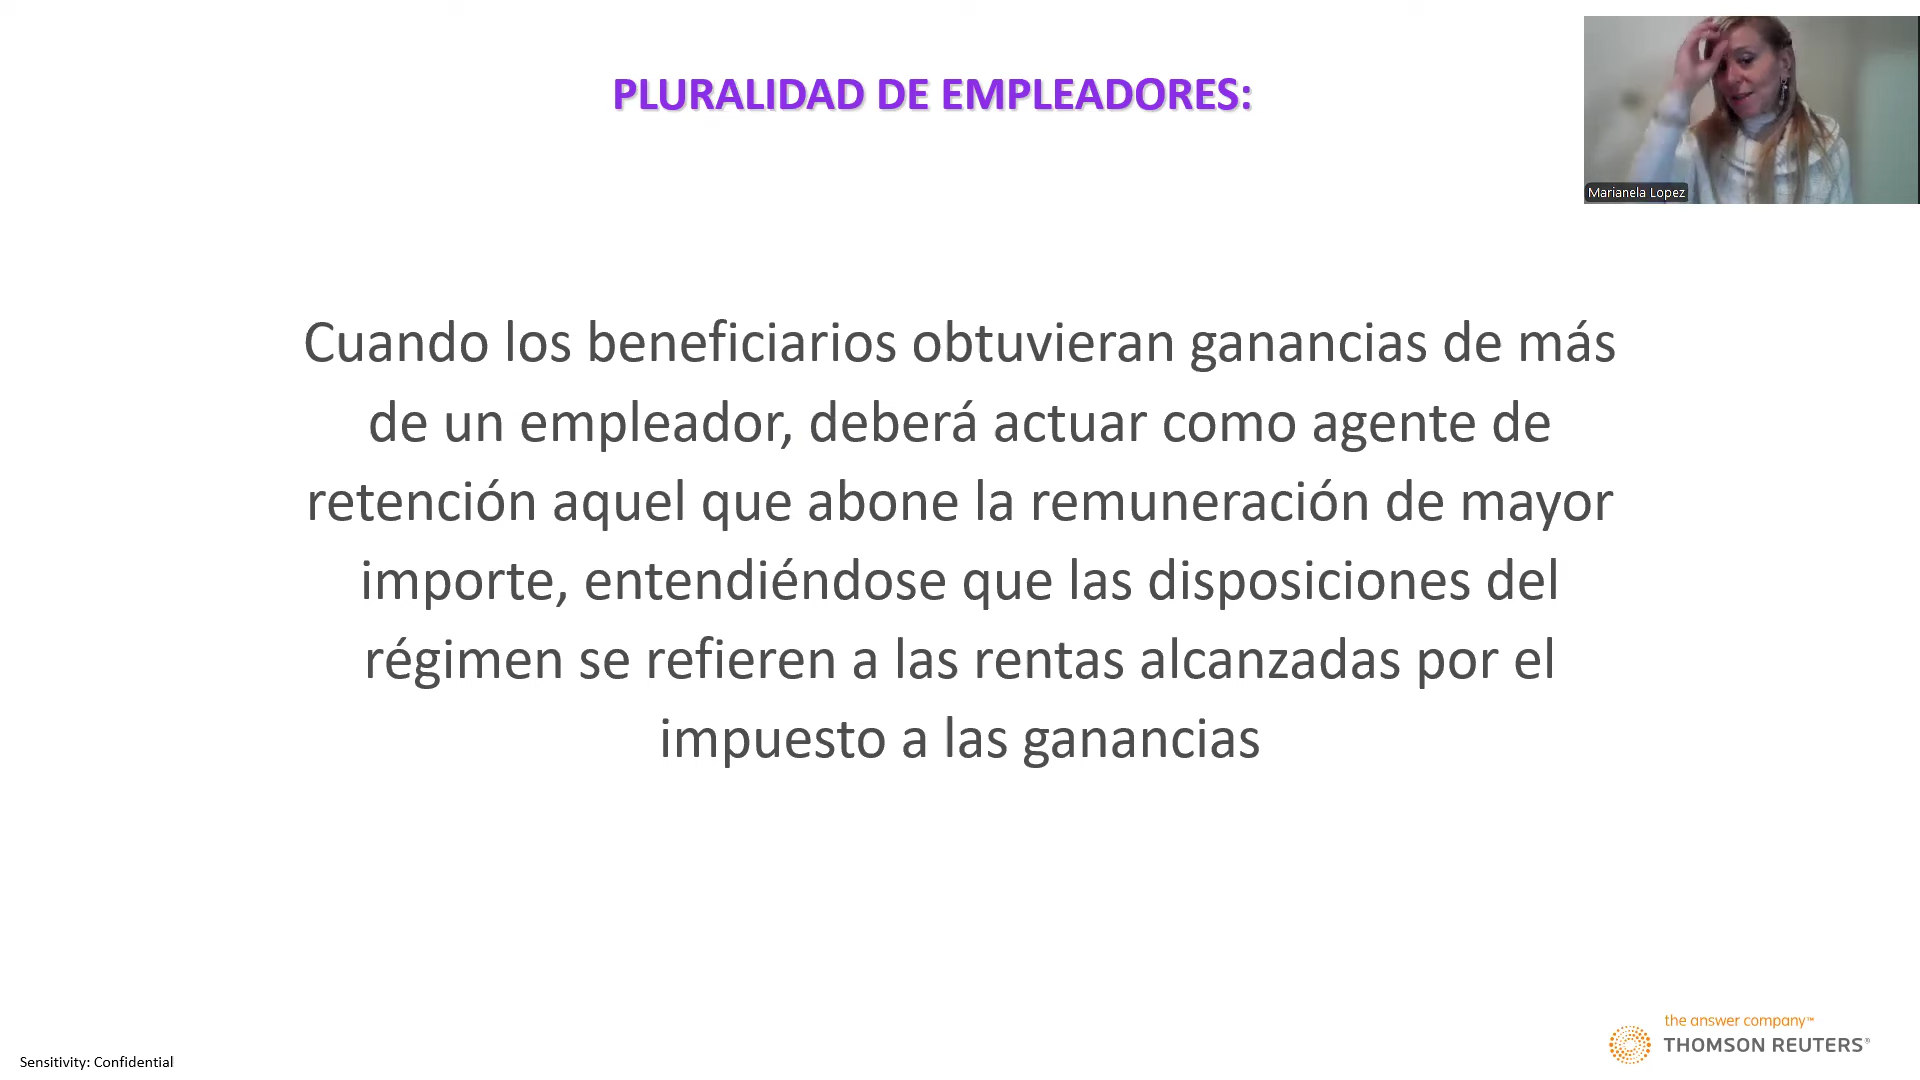 PLURALIDAD DE EMPLEADORES:
Marianela Lopez
Cuando los beneficiarios obtuvieran ganancias de más
de un empleador, deberá actuar como agente de
retención aquel que abone la remuneración de mayor
importe, entendiéndose que las disposiciones del
régimen se refieren a las rentas alcanzadas por el
impuesto a las ganancias
the answer company™
THOMSON REUTERS®
Sensitivity: Confidential